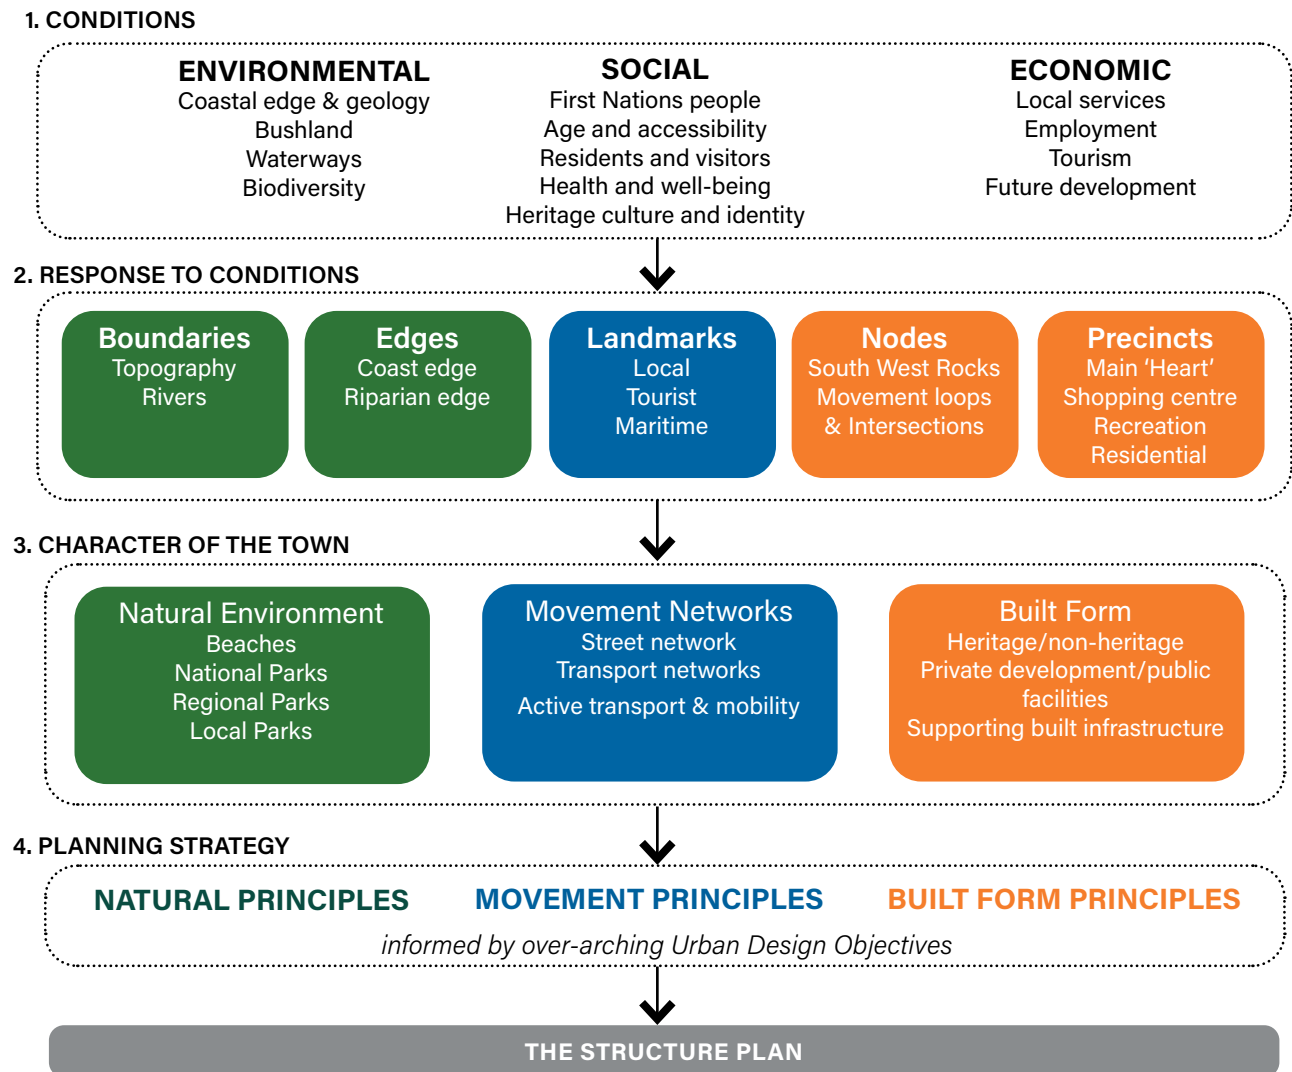 1. CONDITIONS
ENVIRONMENTAL
Coastal edge & geology
Bushland
Waterways
Biodiversity
SOCIAL
First Nations people
Age and accessibility
Residents and visitors
Health and well-being
Heritage culture and identity
ECONOMIC
Local services
Employment
Tourism
Future development
2. RESPONSE TO CONDITIONS
Boundaries
Topography
Rivers
Edges
Coast edge
Riparian edge
Landmarks
Local
Tourist
Maritime
Nodes
South West Rocks
Movement loops
& Intersections
Precincts
Main ‘Heart’
Shopping centre
Recreation
Residential
3. CHARACTER OF THE TOWN
Natural Environment
Beaches
National Parks
Regional Parks
Local Parks
Movement Networks
Street network
Transport networks
Active transport & mobility
Built Form
Heritage/non-heritage
Private development/public
facilities
Supporting built infrastructure
4. PLANNING STRATEGY
NATURAL PRINCIPLES
MOVEMENT PRINCIPLES
BUILT FORM PRINCIPLES
informed by over-arching Urban Design Objectives
THE STRUCTURE PLAN